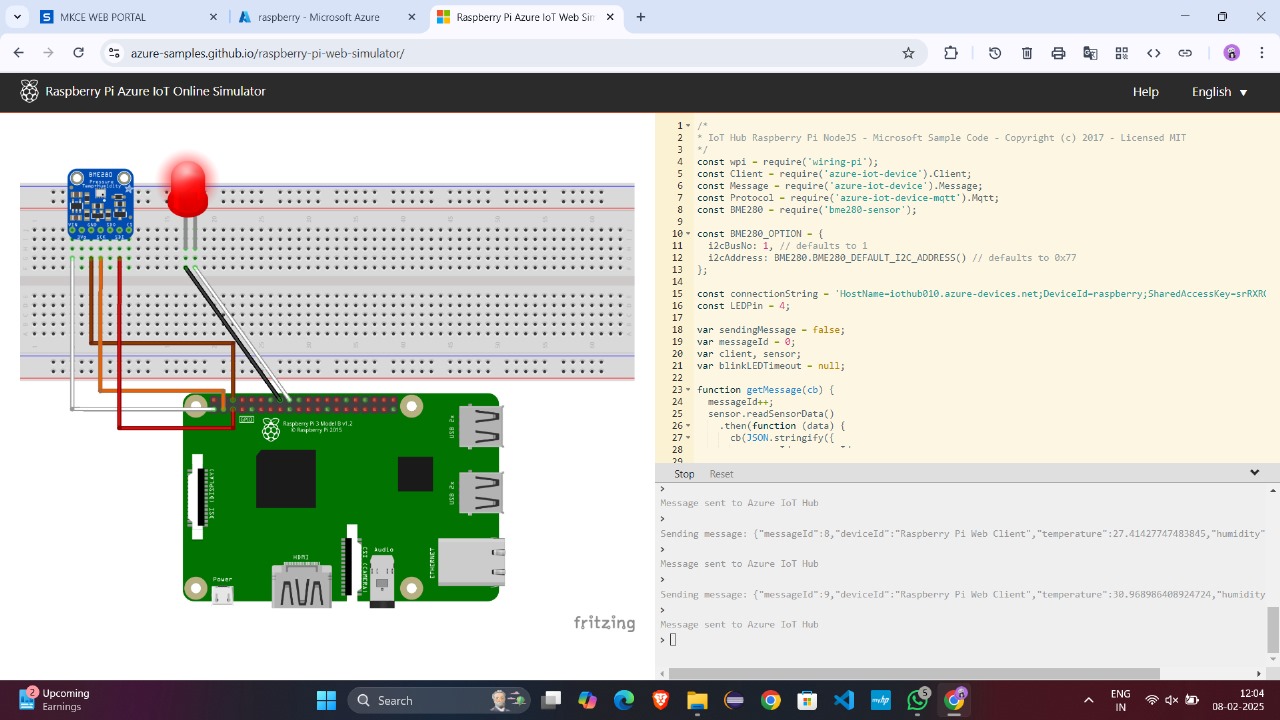 MKCE WEB PORTAL
raspberry - Microsoft Azure
Raspberry Pi Azure IoT Web Sim
azure-samples.github.io/raspberry-pi-web-simulator/
Raspberry Pi Azure IoT Online Simulator
Help
English
BME280
Pressure
Temp+Humidity
Raspberry Pi 3 Model B v1.2
© Raspberry Pi 2015
GPIO
USB 2x
USB 2x
DSI (DISPLAY)
Power
HDMI
CSI (CAMERA)
Audio
ETHERNET
fritzing
1 /*
2 * IoT Hub Raspberry Pi NodeJS - Microsoft Sample Code - Copyright (c) 2017 - Licensed MIT
3 */
4 const wpi = require('wiring-pi');
5 const Client = require('azure-iot-device').Client;
6 const Message = require('azure-iot-device').Message;
7 const Protocol = require('azure-iot-device-mqtt').Mqtt;
8 const BME280 = require('bme280-sensor');
9
10 const BME280_OPTION = {
11 i2cBusNo: 1, // defaults to 1
12 i2cAddress: BME280.BME280_DEFAULT_I2C_ADDRESS() // defaults to 0x77
13 };
14
15 const connectionString = 'HostName=iothub010.azure-devices.net;DeviceId=raspberry;SharedAccessKey=srRXR
16 const LEDPin = 4;
17
18 var sendingMessage = false;
19 var messageId = 0;
20 var client, sensor;
21 var blinkLEDTimeout = null;
22
23 function getMessage(cb) {
24 messageId++;
25 sensor.readSensorData()
26 .then(function (data) {
27 cb(JSON.stringify({
28
29
Stop
Reset
>
Message sent to Azure IoT Hub
>
Sending message: {"messageId":8,"deviceId":"Raspberry Pi Web Client","temperature":27.41427747483845,"humidity"
>
Message sent to Azure IoT Hub
>
Sending message: {"messageId":9,"deviceId":"Raspberry Pi Web Client","temperature":30.968986408924724,"humidity
>
Message sent to Azure IoT Hub
>
2
Upcoming
Earnings
Search
5
ENG
IN
12:04
08-02-2025